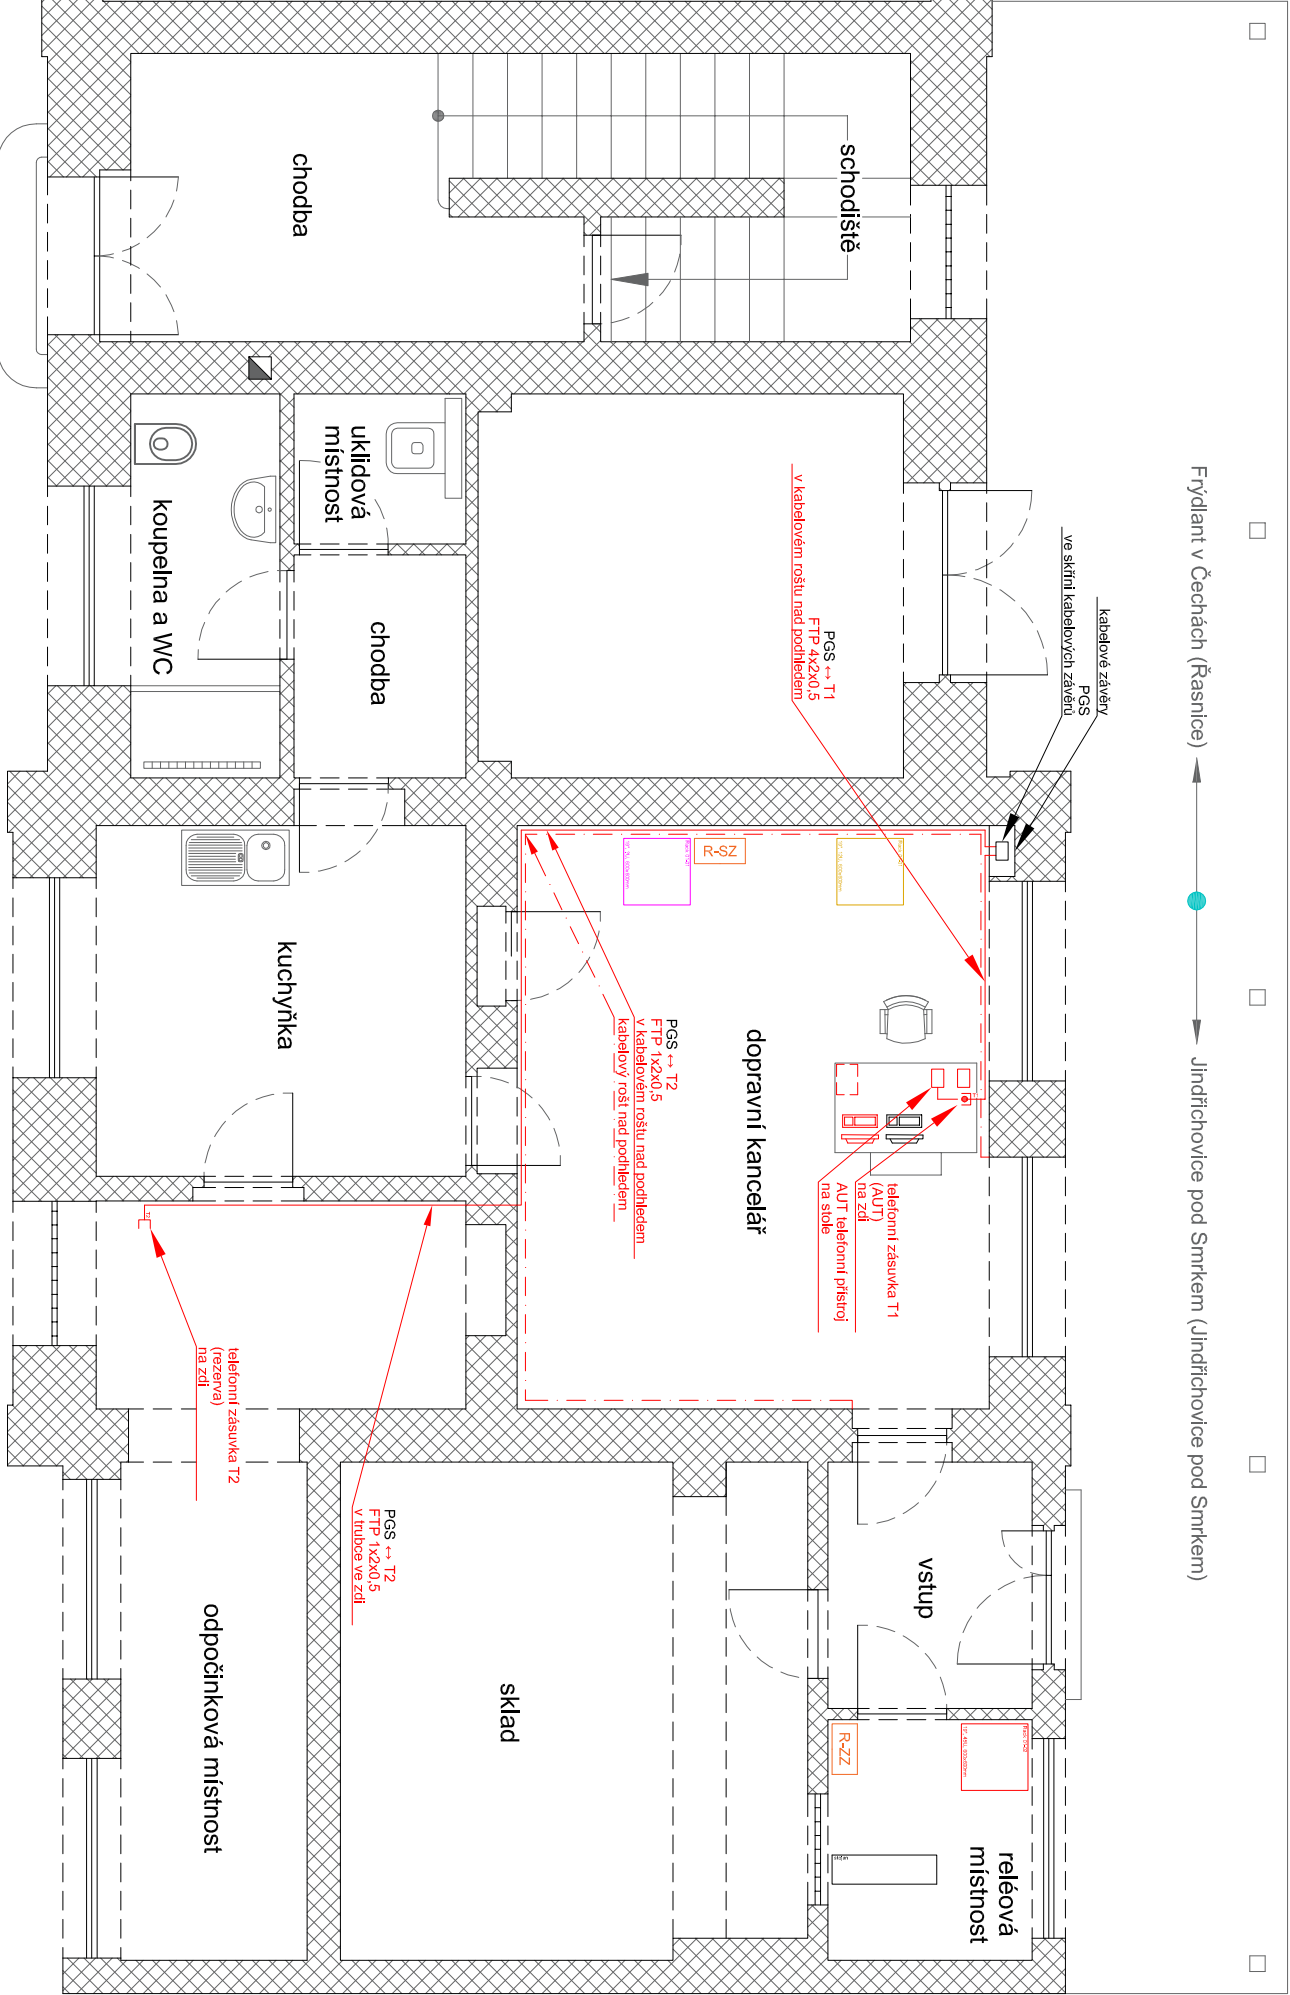 Frýdlant v Čechách (Řasnice)
Jindřichovice pod Smrkem (Jindřichovice pod Smrkem)
kabelové závěry
PGS
ve skříni kabelových závěrů
schodiště
chodba
PGS ↔ T1
FTP 4x2x0,5
v kabelovém roštu nad podhledem
uklidová
místnost
koupelna a WC
chodba
kuchyňka
R-SZ
dopravní kancelář
PGS ↔ T2
FTP 1x2x0,5
v kabelovém roštu nad podhledem
kabelový rošt nad podhledem
telefonní zásuvka T1
(AUT)
na zdi
AUT telefonní přístroj
na stole
T2
telefonní zásuvka T2
(rezerva)
na zdi
PGS ↔ T2
FTP 1x2x0,5
v trubce ve zdi
vstup
R-ZZ
reléová
místnost
sklad
odpočinková místnost